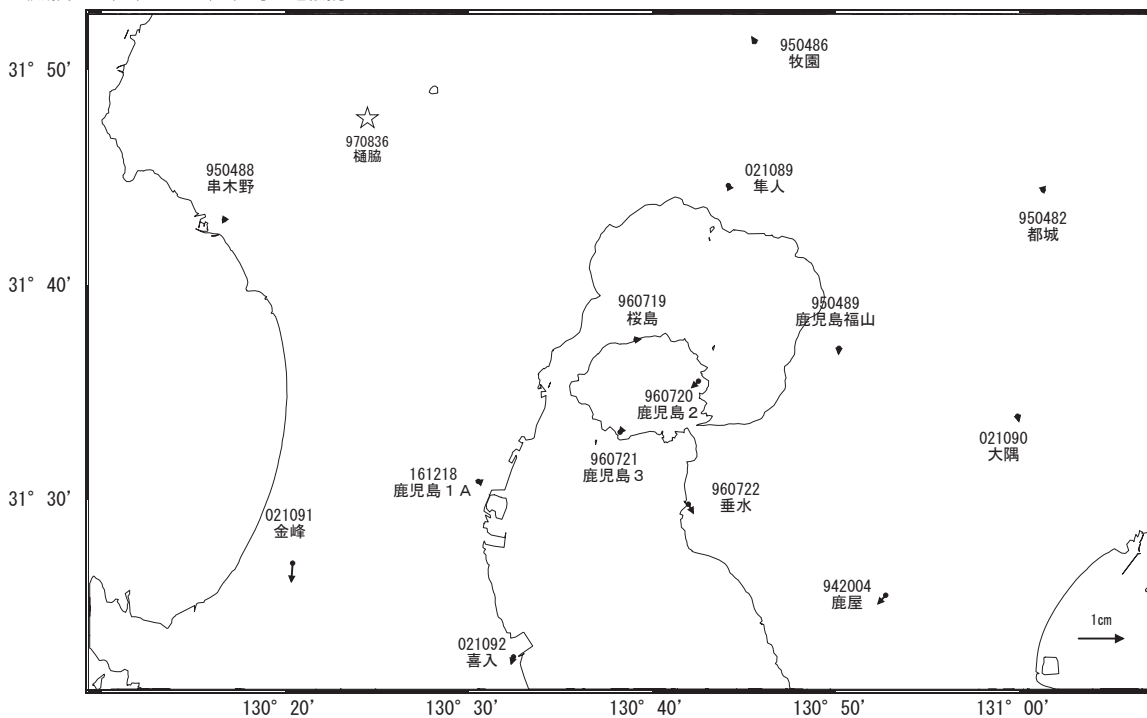 950486
牧園
31° 50'
970836
樋脇
950488
串木野
021089
隼人
950482
都城
31° 40'
960719
桜島
950489
鹿児島福山
960720
鹿児島2
021090
大隅
960721
鹿児島3
161218
鹿児島1A
960722
垂水
31° 30'
021091
金峰
942004
鹿屋
1cm
021092
喜入
130° 20'
130° 30'
130° 40'
130° 50'
131° 00'